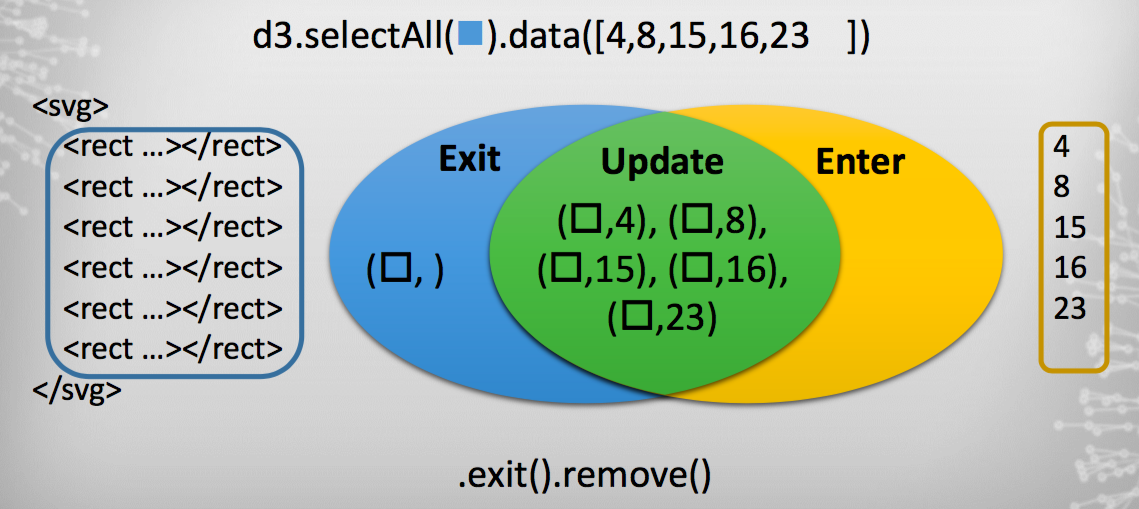 d3.selectAll(■).data([4,8,15,16,23 ])
<svg>
<rect ...></rect>
<rect ...></rect>
<rect ...></rect>
<rect ...></rect>
<rect ...></rect>
<rect ...></rect>
</svg>
Exit
(□, )
Update
(□,4), (□,8),
(□,15), (□,16),
(□,23)
Enter
4
8
15
16
23
.exit().remove()